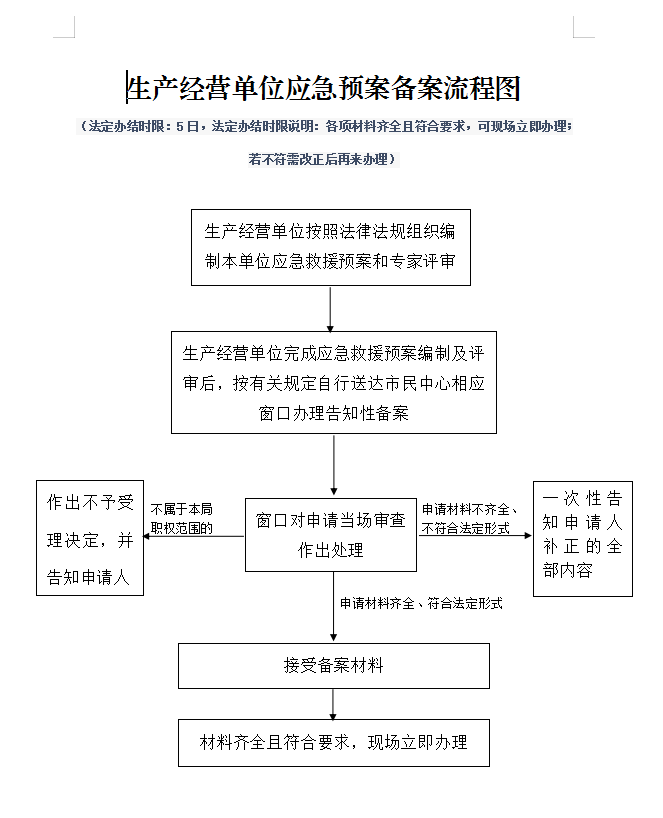 生产经营单位应急预案备案流程图
（法定办结时限：5日，法定办结时限说明：各项材料齐全且符合要求，可现场立即办理；
若不符需改正后再来办理）
生产经营单位按照法律法规组织编
制本单位应急救援预案和专家评审
生产经营单位完成应急救援预案编制及评
审后，按有关规定自行送达市民中心相应
窗口办理告知性备案
作出不予受
理决定，并
告知申请人
不属于本局
职权范围的
窗口对申请当场审查
作出处理
申请材料不齐全、
不符合法定形式
一次性告
知申请人
补正的全
部内容
申请材料齐全、符合法定形式
接受备案材料
材料齐全且符合要求，现场立即办理